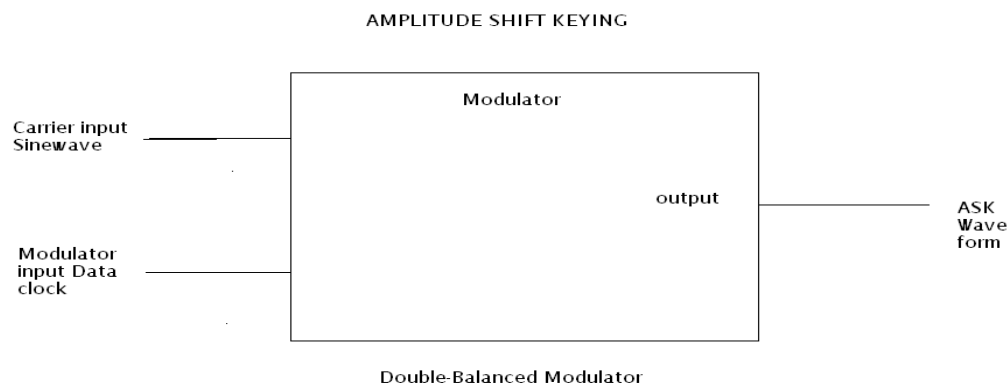 AMPLITUDE SHIFT KEYING
Modulator
Carrier input
Sinewave
output
ASK
Wave
form
Modulator
input Data
clock
Double-Balanced Modulator